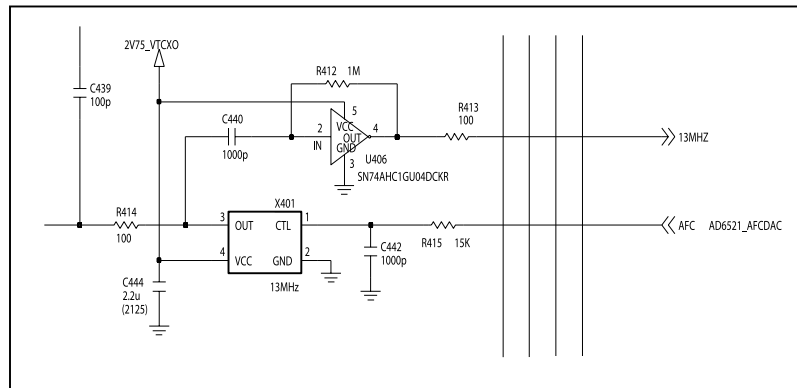 2V75_VTCXO
C439
100p
R412 1M
C440
1000p
R413
100
5
VCC
2
IN
OUT
4
GND
3
U406
SN74AHC1GU04DCKR
13MHZ
R414
100
X401
3
OUT
CTL
1
4
VCC
GND
2
13MHz
C442
1000p
R415 15K
AFC AD6521_AFCDAC
C444
2.2u
(2125)